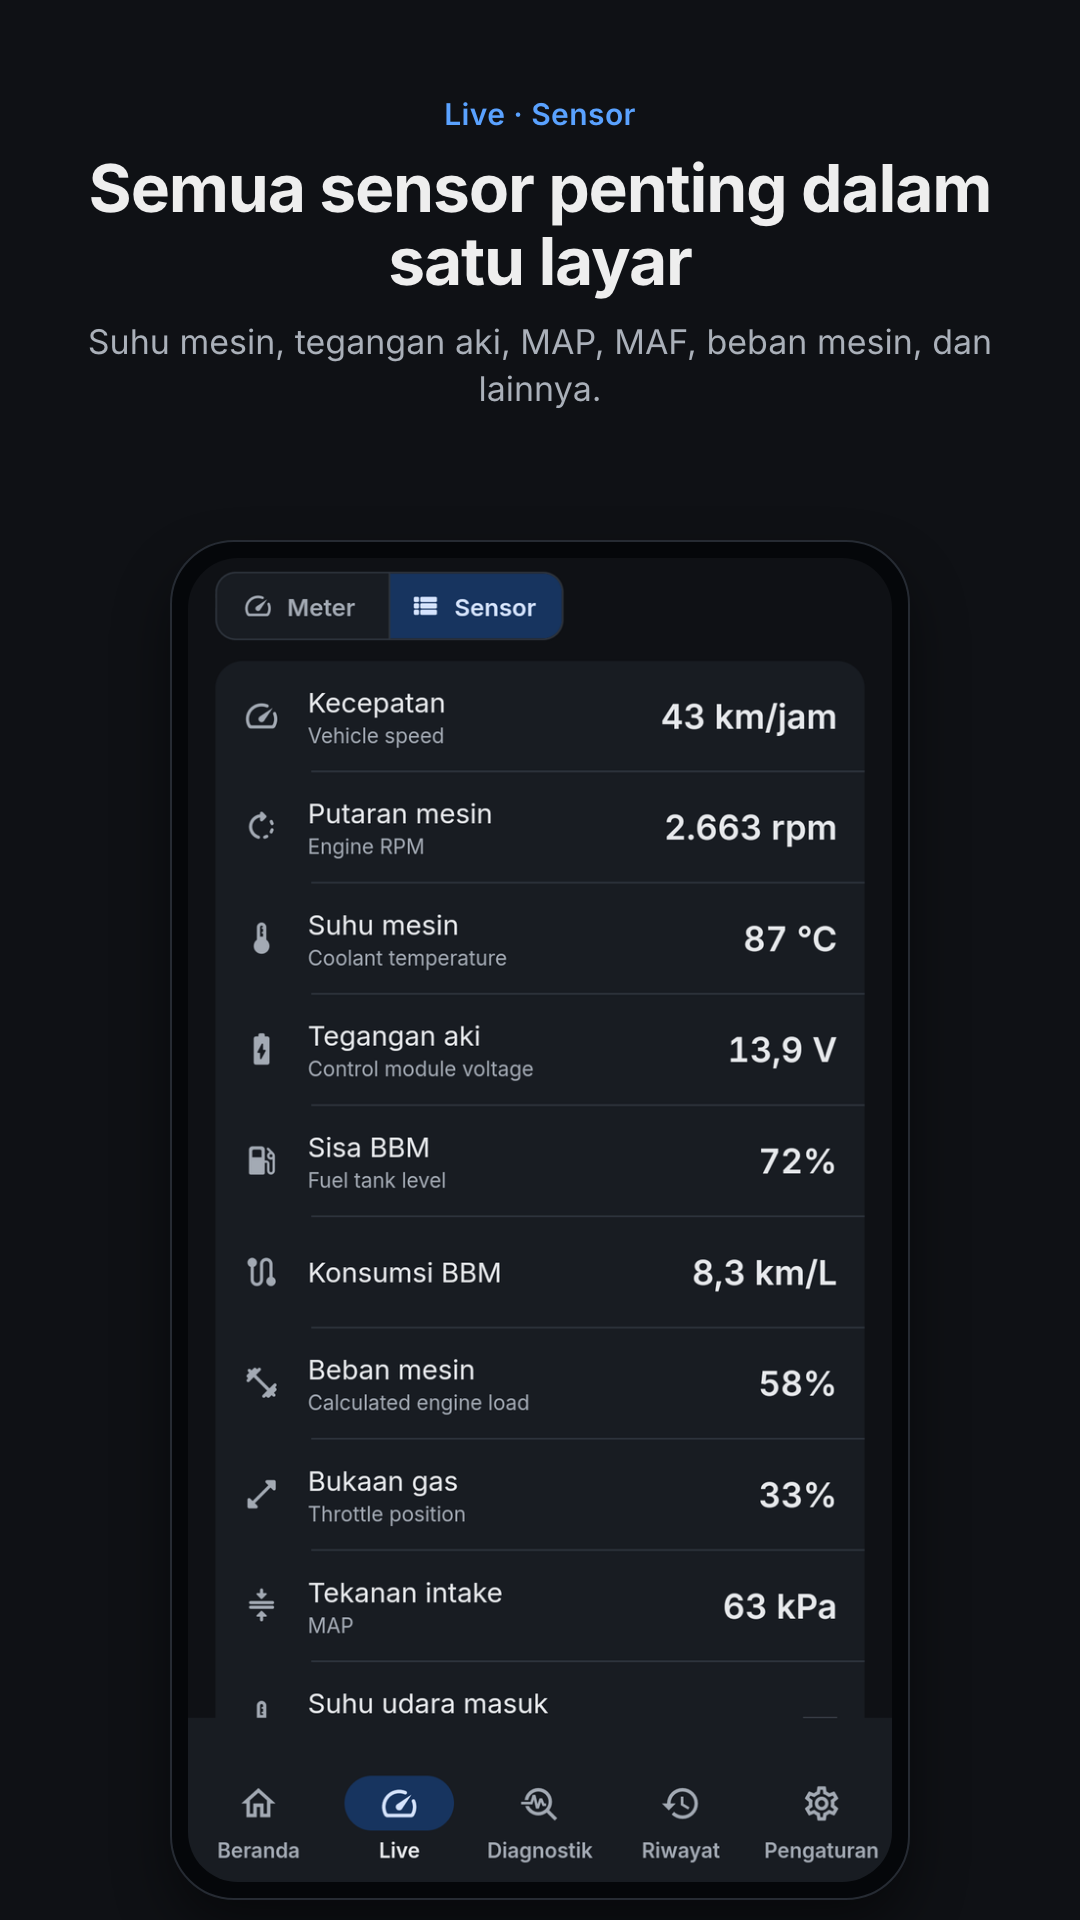 Live · Sensor
Semua sensor penting dalam
satu layar
Suhu mesin, tegangan aki, MAP, MAF, beban mesin, dan
lainnya.
Meter
Sensor
Kecepatan
Vehicle speed
43 km/jam
Putaran mesin
Engine RPM
2.663 rpm
Suhu mesin
Coolant temperature
87 °C
Tegangan aki
Control module voltage
13,9 V
Sisa BBM
Fuel tank level
72%
Konsumsi BBM
8,3 km/L
Beban mesin
Calculated engine load
58%
Bukaan gas
Throttle position
33%
Tekanan intake
MAP
63 kPa
Suhu udara masuk
Beranda
Live
Diagnostik
Riwayat
Pengaturan